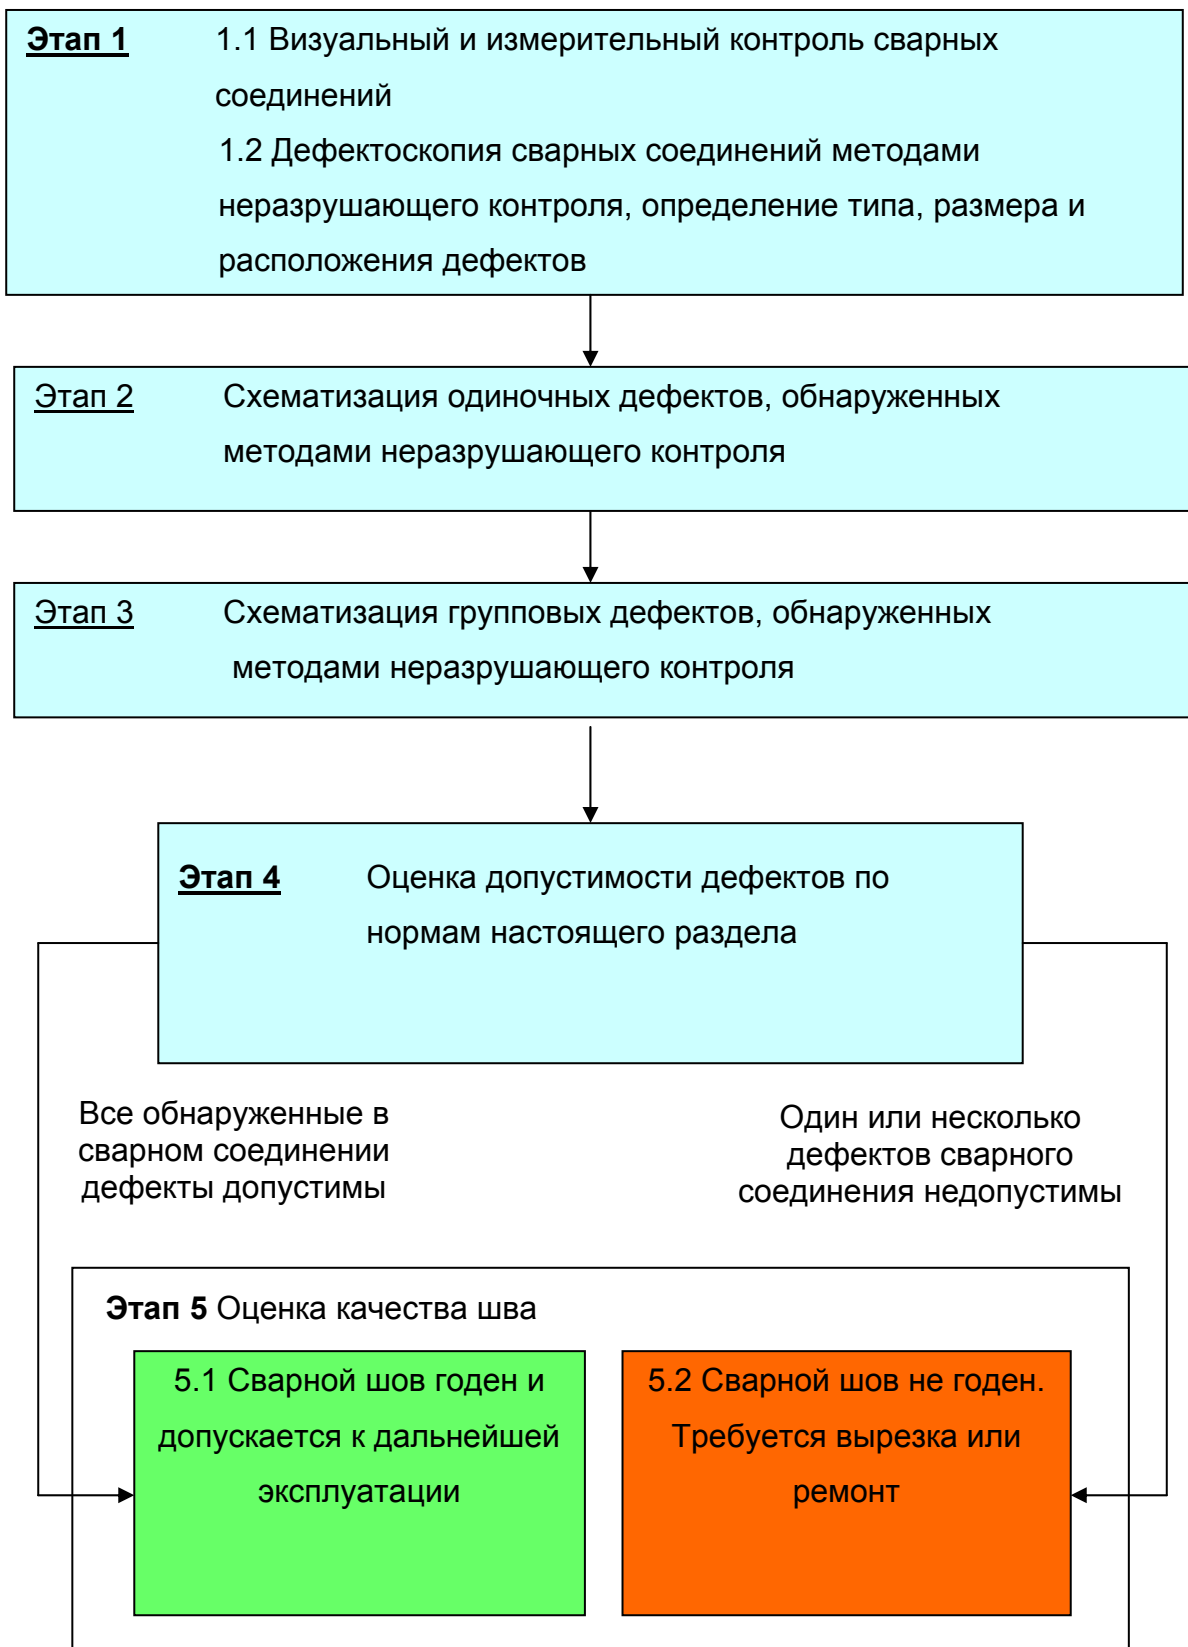 Этап 1 1.1 Визуальный и измерительный контроль сварных
соединений
1.2 Дефектоскопия сварных соединений методами
неразрушающего контроля, определение типа, размера и
расположения дефектов
Этап 2 Схематизация одиночных дефектов, обнаруженных
методами неразрушающего контроля
Этап 3 Схематизация групповых дефектов, обнаруженных
методами неразрушающего контроля
Этап 4 Оценка допустимости дефектов по
нормам настоящего раздела
Все обнаруженные в
сварном соединении
дефекты допустимы
Один или несколько
дефектов сварного
соединения недопустимы
Этап 5 Оценка качества шва
5.1 Сварной шов годен и
допускается к дальнейшей
эксплуатации
5.2 Сварной шов не годен.
Требуется вырезка или
ремонт